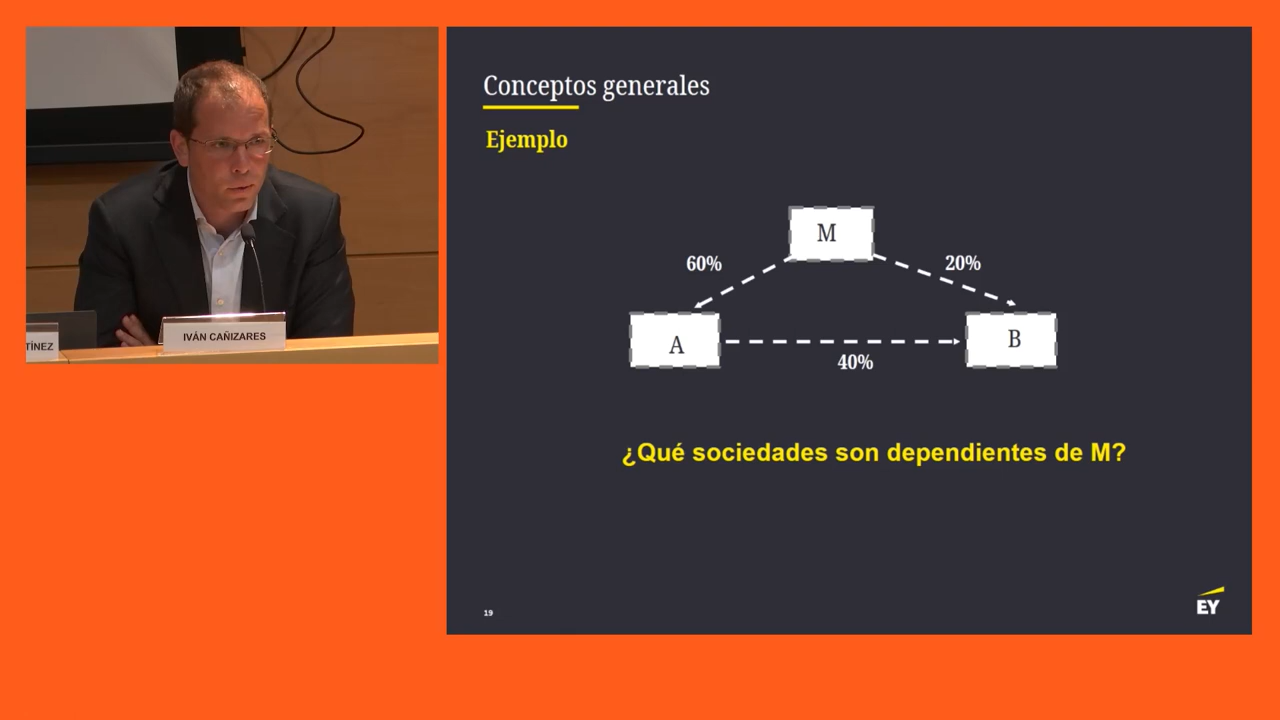 TÍNEZ
IVÁN CAÑIZARES
Conceptos generales
Ejemplo
M
60%
20%
A
B
40%
¿Qué sociedades son dependientes de M?
19
EY